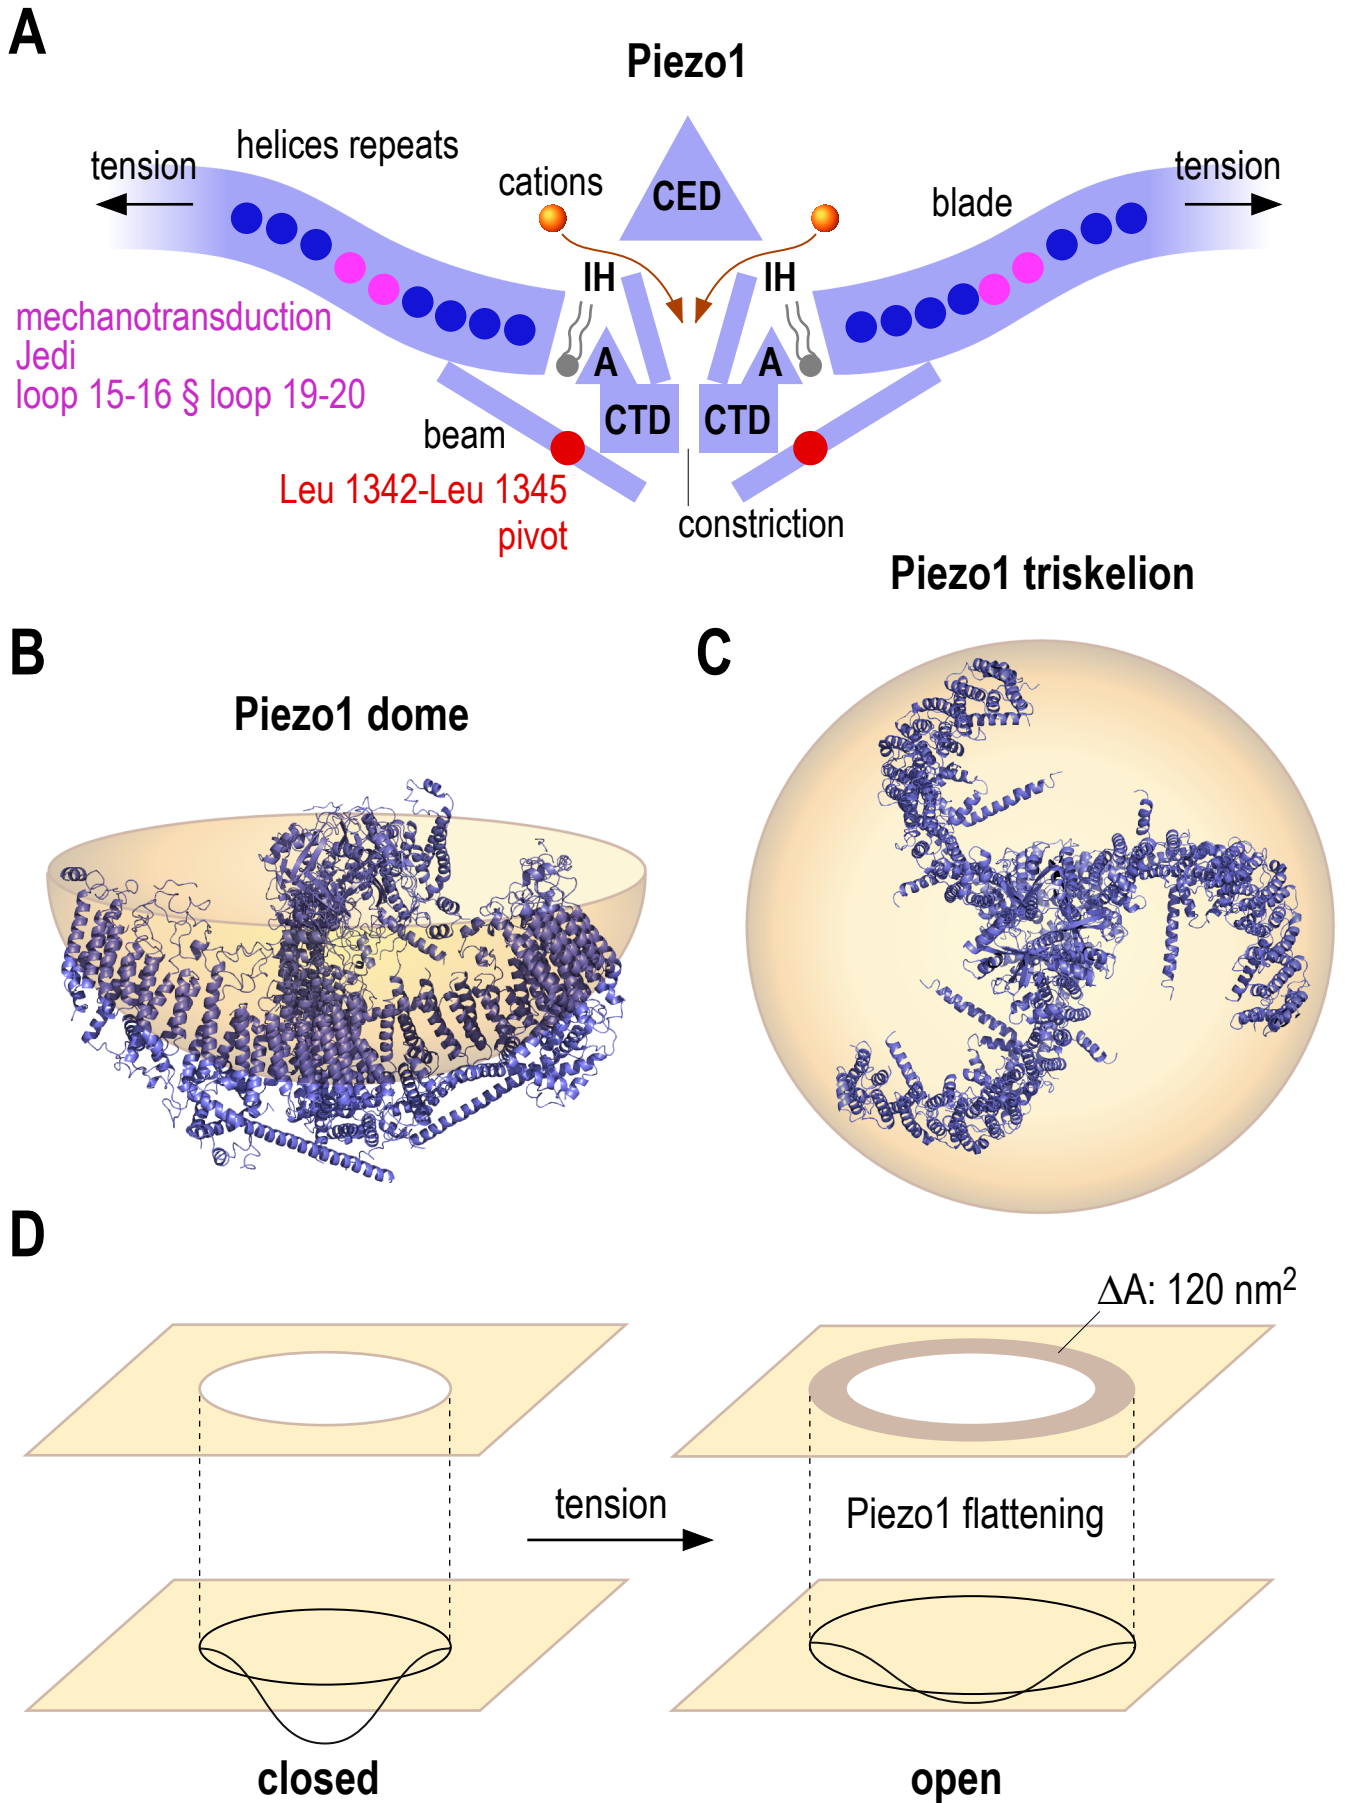 A
Piezo1
tension
helices repeats
cations
CED
blade
tension
IH
IH
mechanotransduction
Jedi
loop 15-16 § loop 19-20
A
A
CTD
CTD
beam
Leu 1342-Leu 1345
pivot
constriction
Piezo1 triskelion
B
C
Piezo1 dome
D
ΔA: 120 nm²
tension
Piezo1 flattening
closed
open